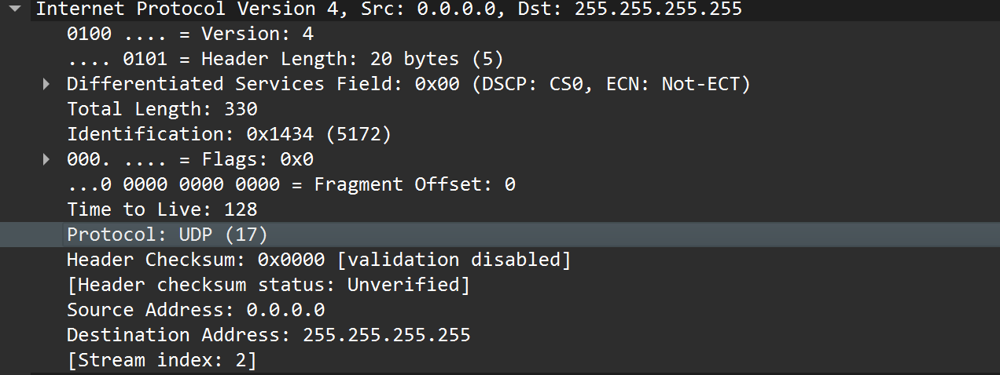 Internet Protocol Version 4, Src: 0.0.0.0, Dst: 255.255.255.255
0100 .... = Version: 4
.... 0101 = Header Length: 20 bytes (5)
Differentiated Services Field: 0x00 (DSCP: CS0, ECN: Not-ECT)
Total Length: 330
Identification: 0x1434 (5172)
000. .... = Flags: 0x0
...0 0000 0000 0000 = Fragment Offset: 0
Time to Live: 128
Protocol: UDP (17)
Header Checksum: 0x0000 [validation disabled]
[Header checksum status: Unverified]
Source Address: 0.0.0.0
Destination Address: 255.255.255.255
[Stream index: 2]